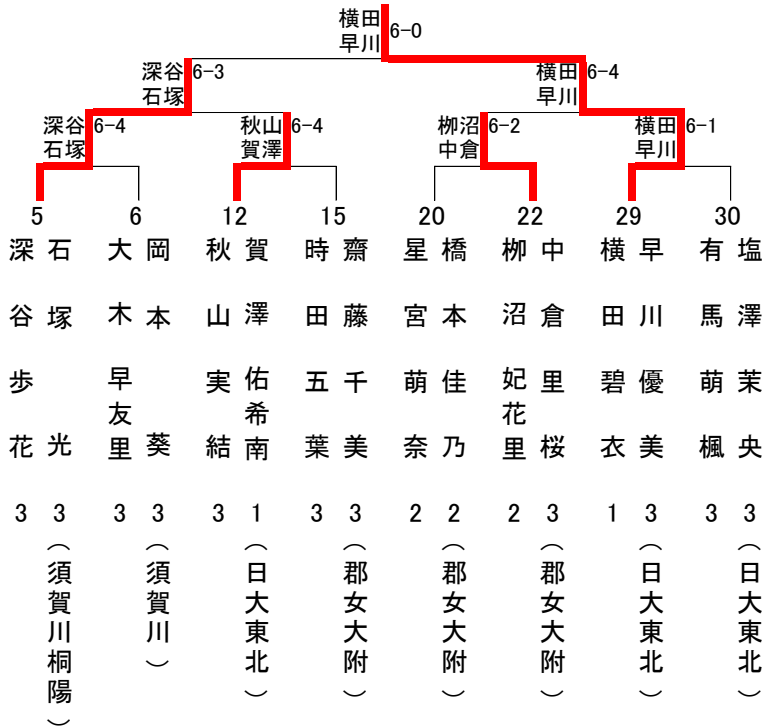 横田
早川
6-0
深谷
石塚
6-3
横田
早川
6-4
深谷
石塚
6-4
秋山
賀澤
6-4
栁沼
中倉
6-2
横田
早川
6-1
5
6
12
15
20
22
29
30
深谷歩花 3
石塚光 3 (須賀川桐陽)
大木早友里 3
岡本葵 3 (須賀川)
秋山実結 3
賀澤佑希南 1 (日大東北)
時田五葉 3
齋藤千美 3 (郡女大附)
星宮萌奈 2
橋本佳乃 2 (郡女大附)
栁沼妃花里 2
中倉里桜 3 (郡女大附)
横田碧衣 1
早川優美 3 (日大東北)
有馬萌楓 3
塩澤茉央 3 (日大東北)